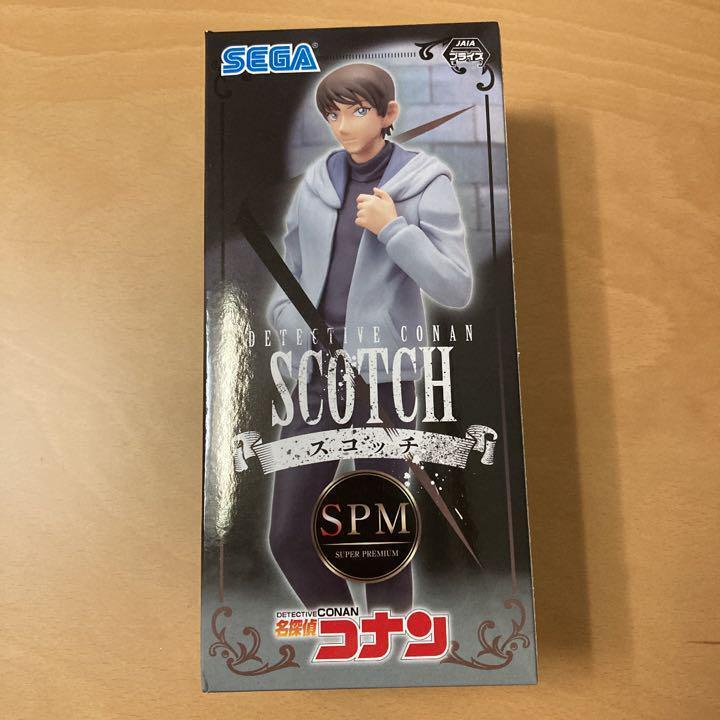 SEGA®
JAIA
プライズ
DETECTIVE CONAN
SCOTCH
スコッチ
SPM
SUPER PREMIUM
DETECTIVE CONAN
名探偵コナン